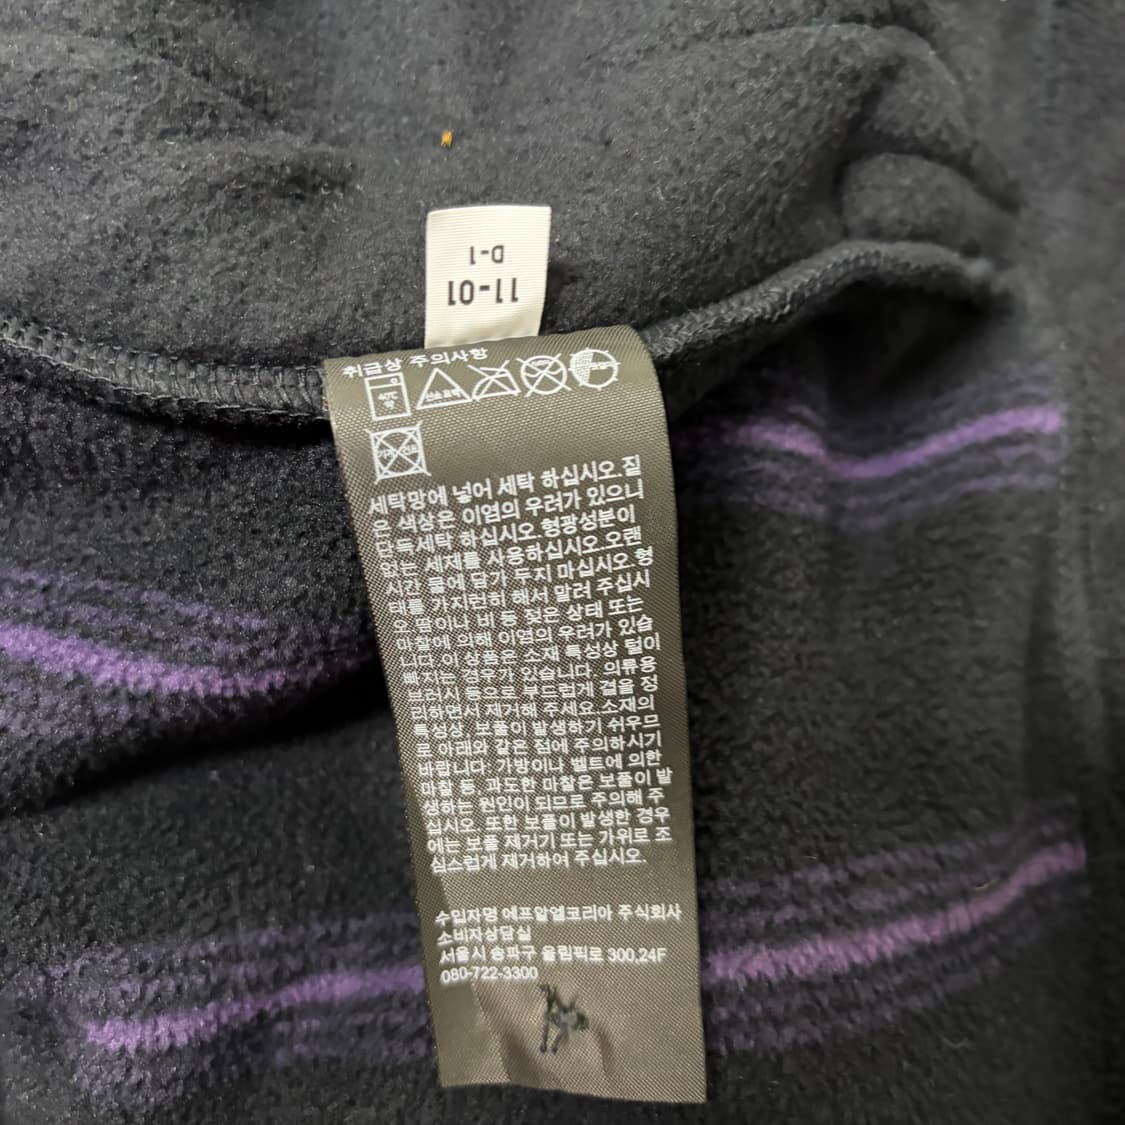 11-01
D-1
취급상 주의사항
40℃
약
산소 표백
세탁망에 넣어 세탁 하십시오.짙
은 색상은 이염의 우려가 있으니
단독세탁 하십시오.형광성분이
없는 세제를 사용하십시오.오랜
시간 물에 담가 두지 마십시오.형
태를 가지런히 해서 말려 주십시
오.땀이나 비 등 젖은 상태 또는
마찰에 의해 이염의 우려가 있습
니다.이 상품은 소재 특성상 털이
빠지는 경우가 있습니다. 의류용
브러시 등으로 부드럽게 결을 정
리하면서 제거해 주세요.소재의
특성상, 보풀이 발생하기 쉬우므
로 아래와 같은 점에 주의하시기
바랍니다. 가방이나 벨트에 의한
마찰 등, 과도한 마찰은 보풀이 발
생하는 원인이 되므로 주의해 주
십시오. 또한 보풀이 발생한 경우
에는 보풀 제거기 또는 가위로 조
심스럽게 제거하여 주십시오.
수입자명 에프알엘코리아 주식회사
소비자상담실
서울시 송파구 올림픽로 300,24F
080-722-3300